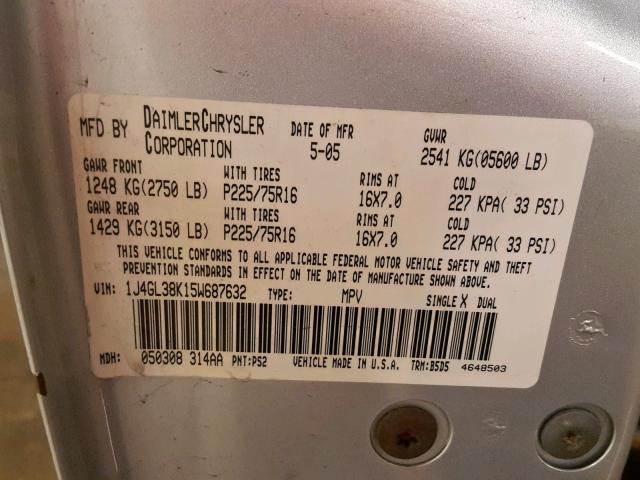 MFD BY DAIMLERCHRYSLER CORPORATION DATE OF MFR 5-05 GVWR 2541 KG(05600 LB)
GAWR FRONT WITH TIRES RIMS AT COLD
1248 KG(2750 LB) P225/75R16 16X7.0 227 KPA( 33 PSI)
GAWR REAR WITH TIRES RIMS AT COLD
1429 KG(3150 LB) P225/75R16 16X7.0 227 KPA( 33 PSI)
THIS VEHICLE CONFORMS TO ALL APPLICABLE FEDERAL MOTOR VEHICLE SAFETY AND THEFT
PREVENTION STANDARDS IN EFFECT ON THE DATE OF MANUFACTURE SHOWN ABOVE.
VIN: 1J4GL38K15W687632 TYPE: MPV SINGLE X DUAL
MDH: 050308 314AA PNT:PS2 VEHICLE MADE IN U.S.A. TRM:B5D5 4648503